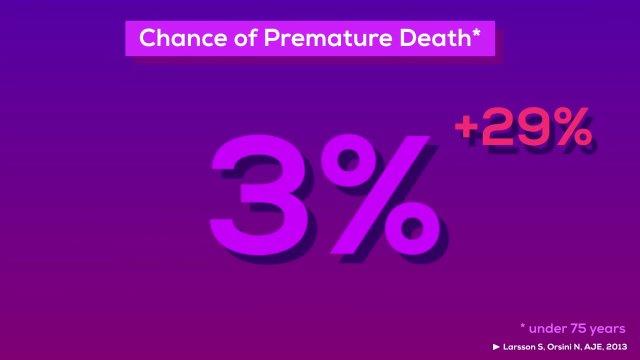 Chance of Premature Death*
+29%
3%
* under 75 years
▶ Larsson S, Orsini N, AJE, 2013